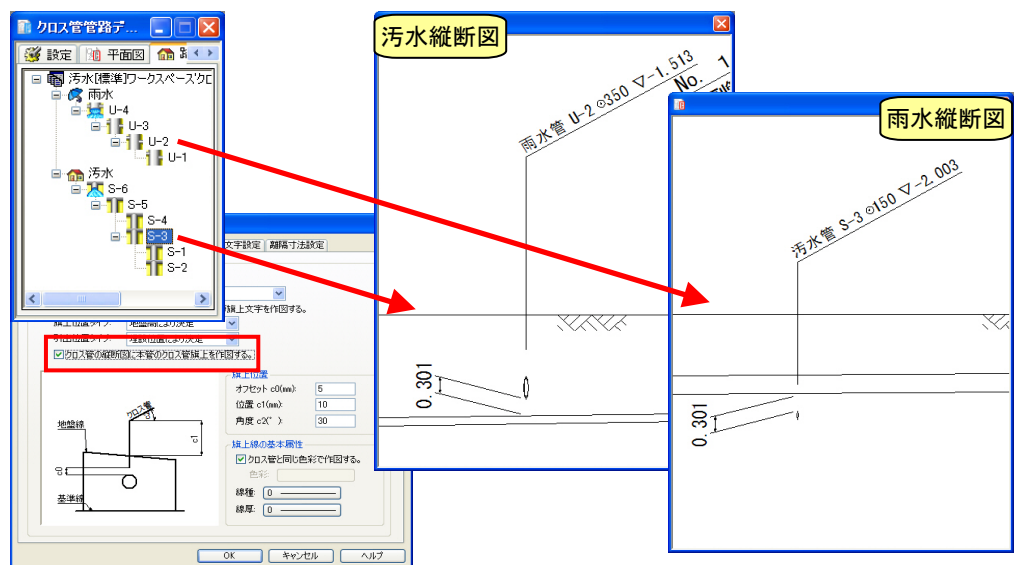 クロス管管路デ...
設定
平面図
汚水[標準]ワークスペース'クロ
雨水
U-4
U-3
U-2
U-1
汚水
S-6
S-5
S-4
S-3
S-1
S-2
文字設定
離隔寸法設定
旗上文字を作図する。
旗上位置タイプ:
地盤高により決定
引出位置タイプ:
埋設位置により決定
クロス管の縦断図に本管のクロス管旗上を作図する。
クロス管
地盤線
c0
c1
基準線
旗上位置
オフセット c0(mm):
5
位置 c1(mm):
10
角度 c2(°):
30
旗上線の基本属性
クロス管と同じ色彩で作図する。
色彩:
線種:
0
線厚:
0
OK
キャンセル
ヘルプ
汚水縦断図
雨水管 U-2 ⊙350 ▽-1.513
No. 1
0.301
雨水縦断図
汚水管 S-3 ⊙150 ▽-2.003
0.301